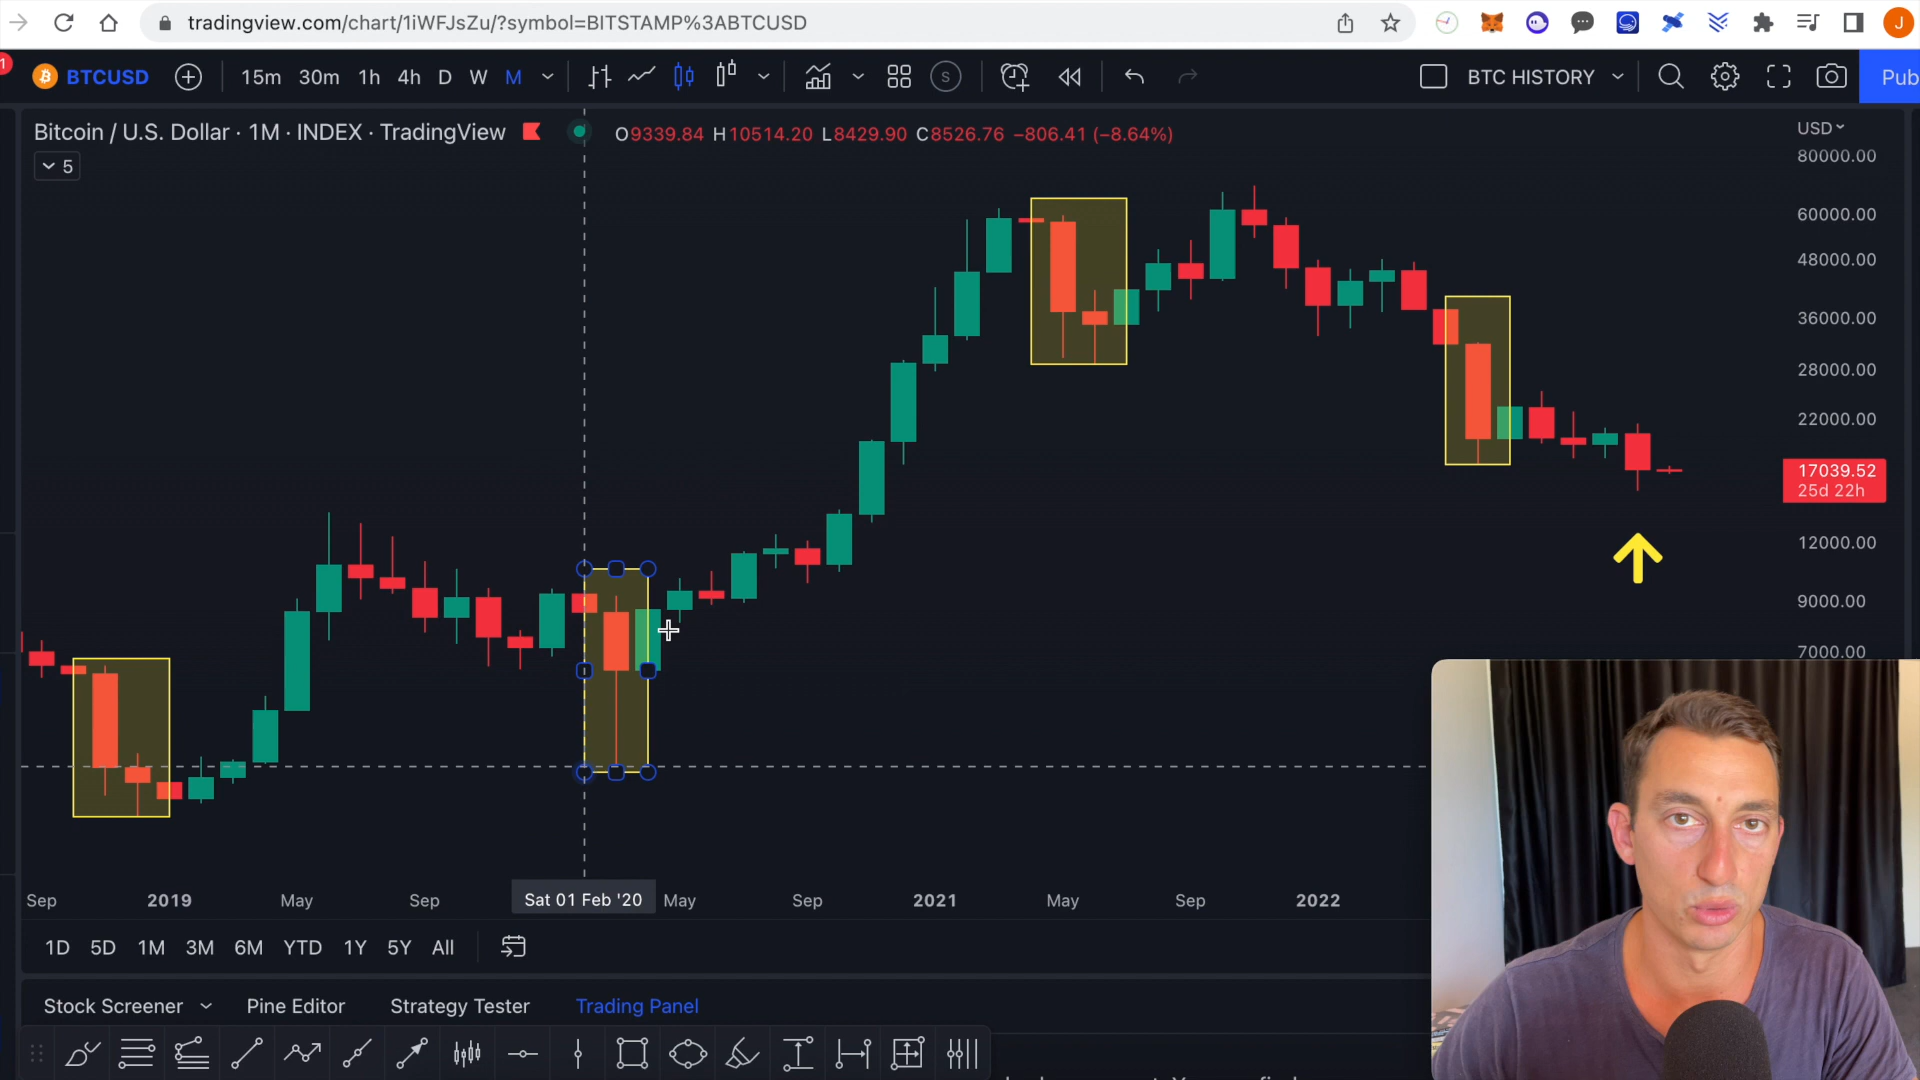 tradingview.com/chart/1iWFJsZu/?symbol=BITSTAMP%3ABTCUSD
J
1
BTCUSD 15m 30m 1h 4h D W M S BTC HISTORY Pub
Bitcoin / U.S. Dollar · 1M · INDEX · TradingView O9339.84 H10514.20 L8429.90 C8526.76 −806.41 (−8.64%)
5
USD
80000.00
60000.00
48000.00
36000.00
28000.00
22000.00
17039.52
25d 22h
12000.00
9000.00
7000.00
Sep 2019 May Sep Sat 01 Feb '20 May Sep 2021 May Sep 2022
1D 5D 1M 3M 6M YTD 1Y 5Y All
Stock Screener Pine Editor Strategy Tester Trading Panel